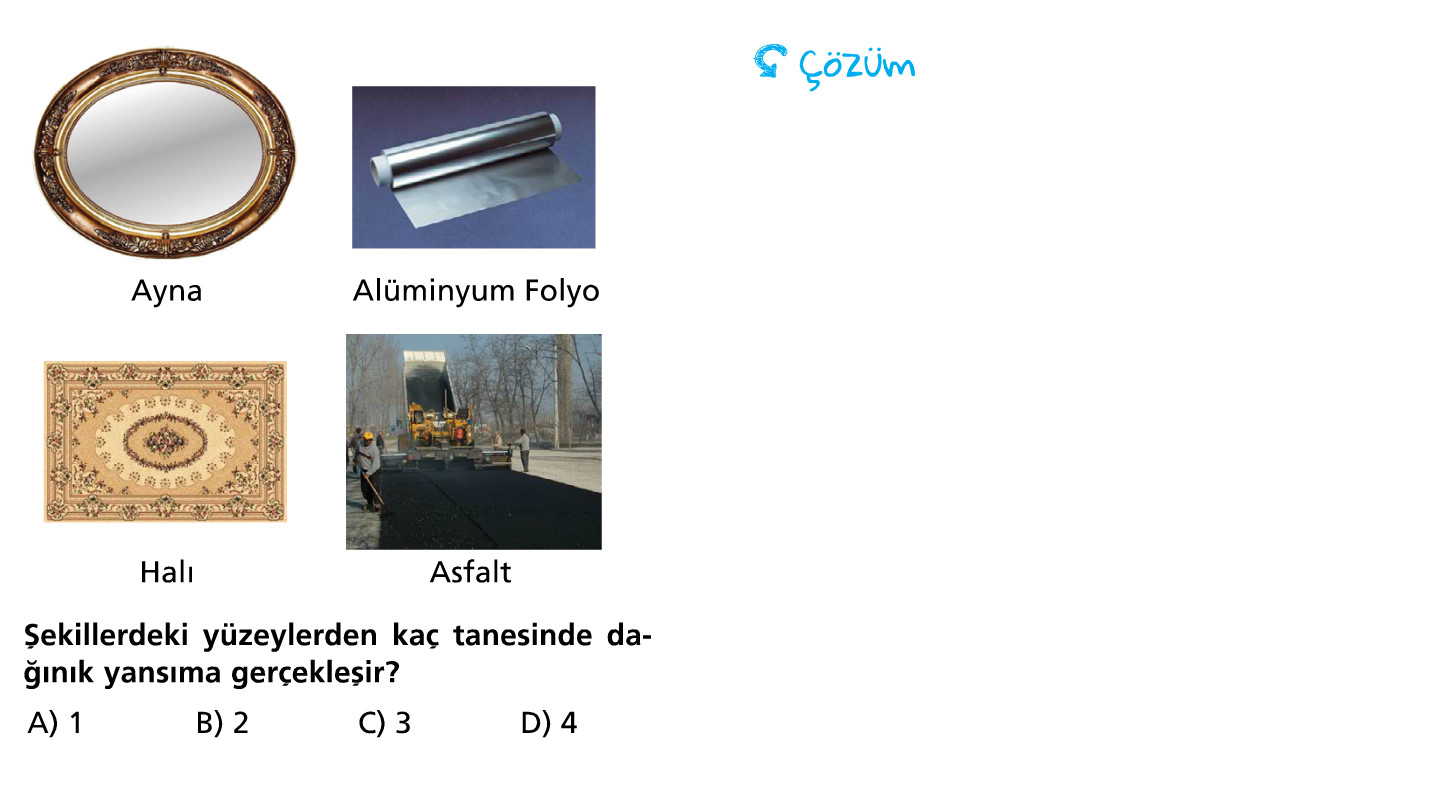 Ayna
Alüminyum Folyo
Halı
Asfalt
Şekillerdeki yüzeylerden kaç tanesinde da-
ğınık yansıma gerçekleşir?
A) 1 B) 2 C) 3 D) 4
Çözüm